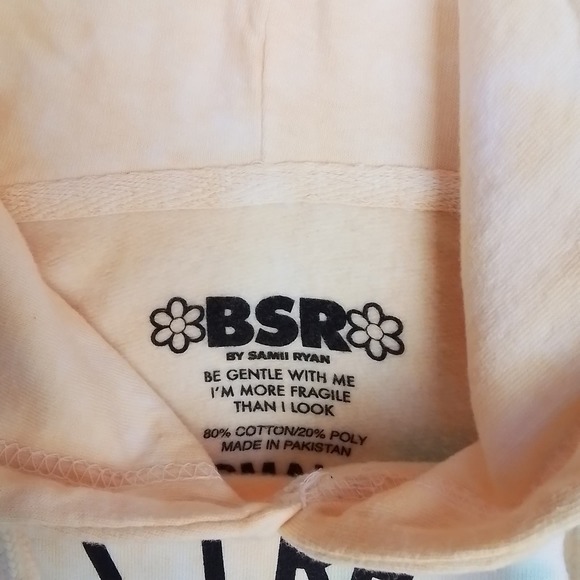 BSR
BY SAMII RYAN
BE GENTLE WITH ME
I'M MORE FRAGILE
THAN I LOOK
80% COTTON/20% POLY
MADE IN PAKISTAN